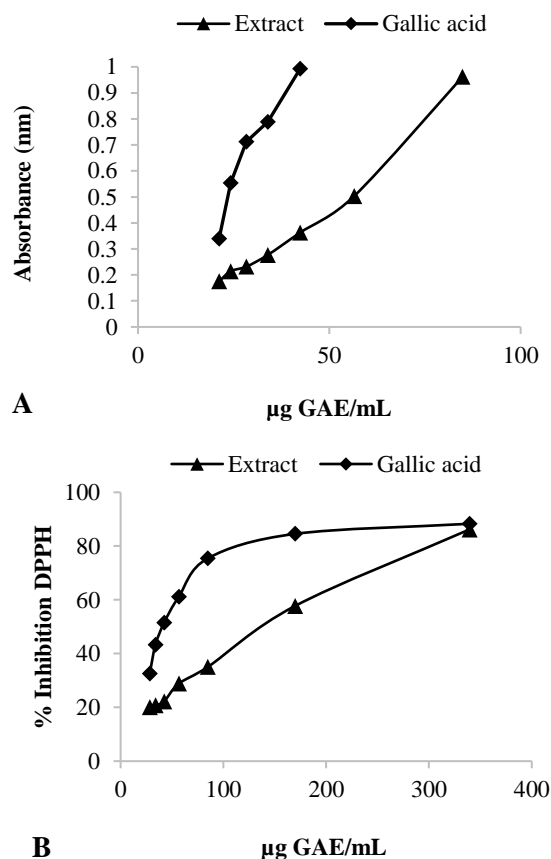 Extract Gallic acid
Absorbance (nm)
1
0.9
0.8
0.7
0.6
0.5
0.4
0.3
0.2
0.1
0
0 50 100
µg GAE/mL
A
Extract Gallic acid
% Inhibition DPPH
100
80
60
40
20
0
0 100 200 300 400
µg GAE/mL
B